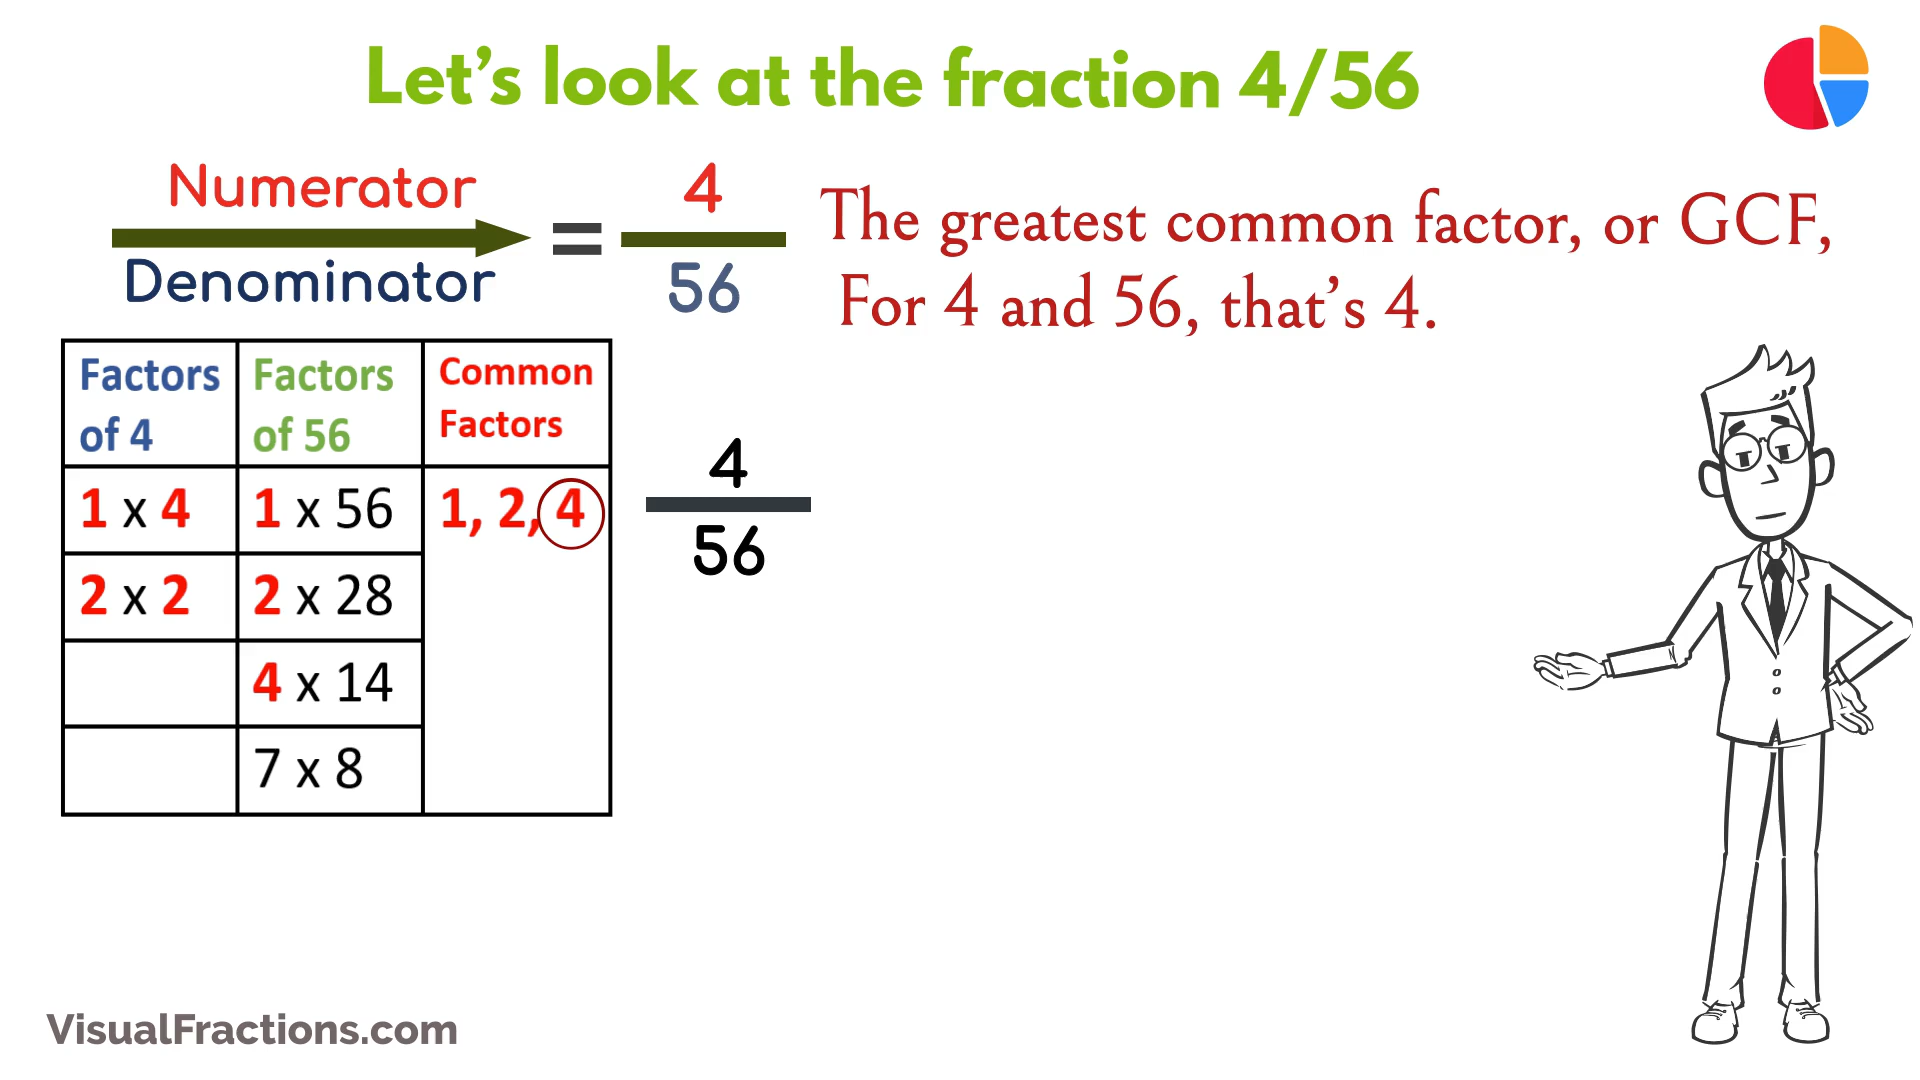 Let’s look at the fraction 4/56
Numerator
Denominator
=
4
56
The greatest common factor, or GCF,
For 4 and 56, that’s 4.
Factors of 4
Factors of 56
Common Factors
1 x 4
1 x 56
1, 2, 4
2 x 2
2 x 28
4 x 14
7 x 8
4
56
VisualFractions.com